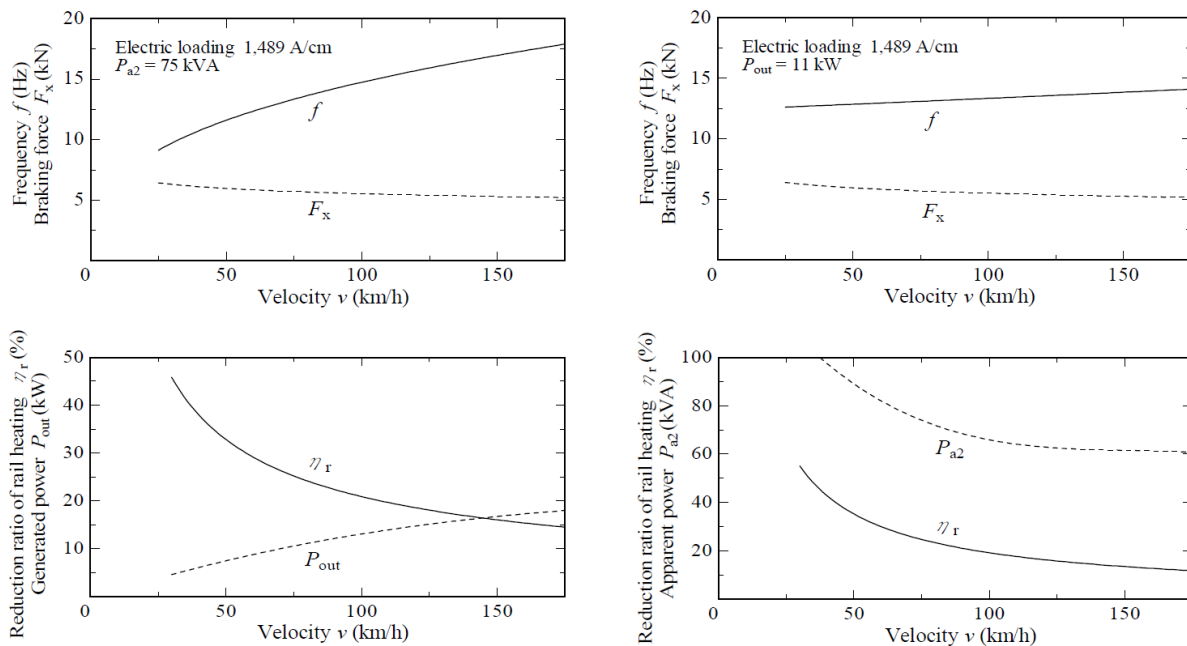 Frequency f (Hz)
Braking force Fx (kN)
20
15
10
5
0
50
100
150
Electric loading 1,489 A/cm
Pa2 = 75 kVA
f
Fx
Velocity v (km/h)
Frequency f (Hz)
Braking force Fx (kN)
20
15
10
5
0
50
100
150
Electric loading 1,489 A/cm
Pout = 11 kW
f
Fx
Velocity v (km/h)
Reduction ratio of rail heating ηr (%)
Generated power Pout (kW)
50
40
30
20
10
0
50
100
150
ηr
Pout
Velocity v (km/h)
Reduction ratio of rail heating ηr (%)
Apparent power Pa2 (kVA)
100
80
60
40
20
0
50
100
150
Pa2
ηr
Velocity v (km/h)